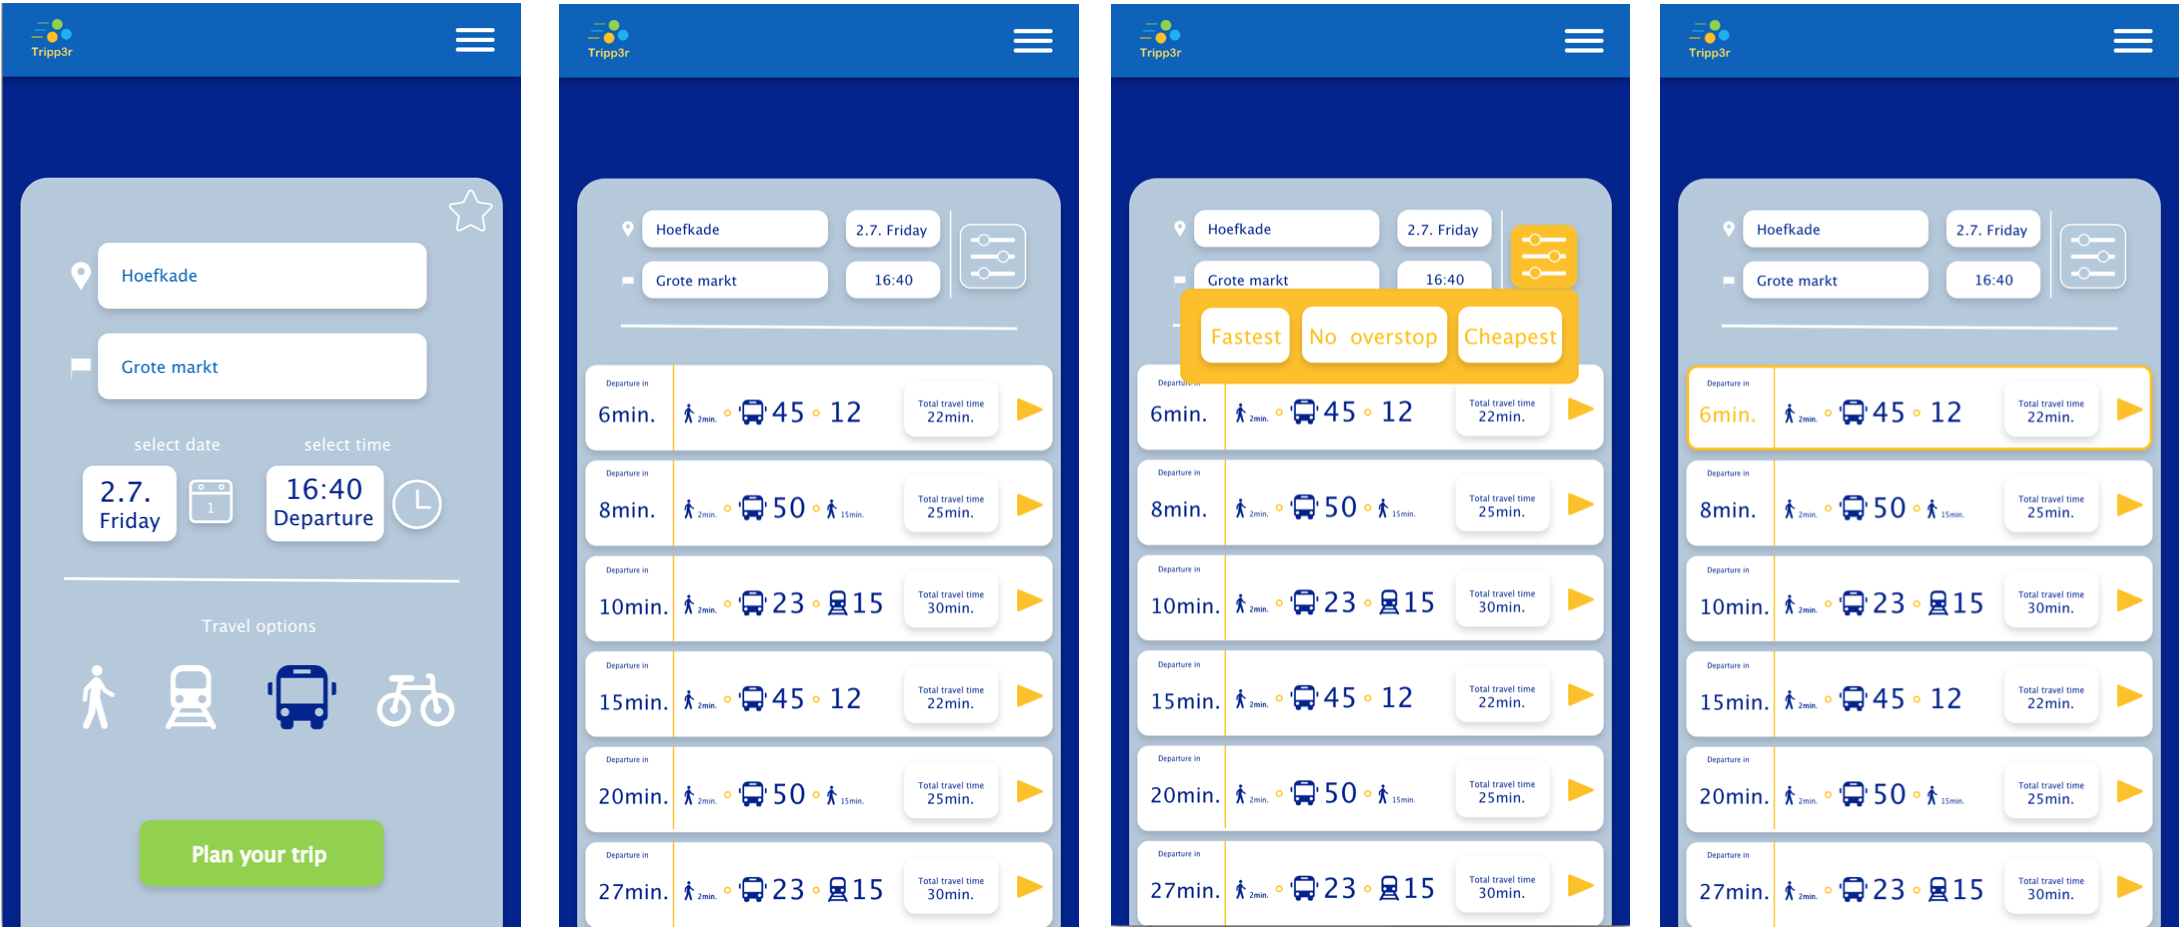 Tripp3r
Hoefkade
Grote markt
select date
select time
1
2.7.
Friday
16:40
Departure
Travel options
Plan your trip
Tripp3r
Hoefkade
2.7. Friday
Grote markt
16:40
Departure in
6min.
2min.
45
12
Total travel time
22min.
Departure in
8min.
2min.
50
15min.
Total travel time
25min.
Departure in
10min.
2min.
23
15
Total travel time
30min.
Departure in
15min.
2min.
45
12
Total travel time
22min.
Departure in
20min.
2min.
50
15min.
Total travel time
25min.
Departure in
27min.
2min.
23
15
Total travel time
30min.
Tripp3r
Hoefkade
2.7. Friday
Grote markt
16:40
Fastest
No overstop
Cheapest
Departure in
6min.
2min.
45
12
Total travel time
22min.
Departure in
8min.
2min.
50
15min.
Total travel time
25min.
Departure in
10min.
2min.
23
15
Total travel time
30min.
Departure in
15min.
2min.
45
12
Total travel time
22min.
Departure in
20min.
2min.
50
15min.
Total travel time
25min.
Departure in
27min.
2min.
23
15
Total travel time
30min.
Tripp3r
Hoefkade
2.7. Friday
Grote markt
16:40
Departure in
6min.
2min.
45
12
Total travel time
22min.
Departure in
8min.
2min.
50
15min.
Total travel time
25min.
Departure in
10min.
2min.
23
15
Total travel time
30min.
Departure in
15min.
2min.
45
12
Total travel time
22min.
Departure in
20min.
2min.
50
15min.
Total travel time
25min.
Departure in
27min.
2min.
23
15
Total travel time
30min.